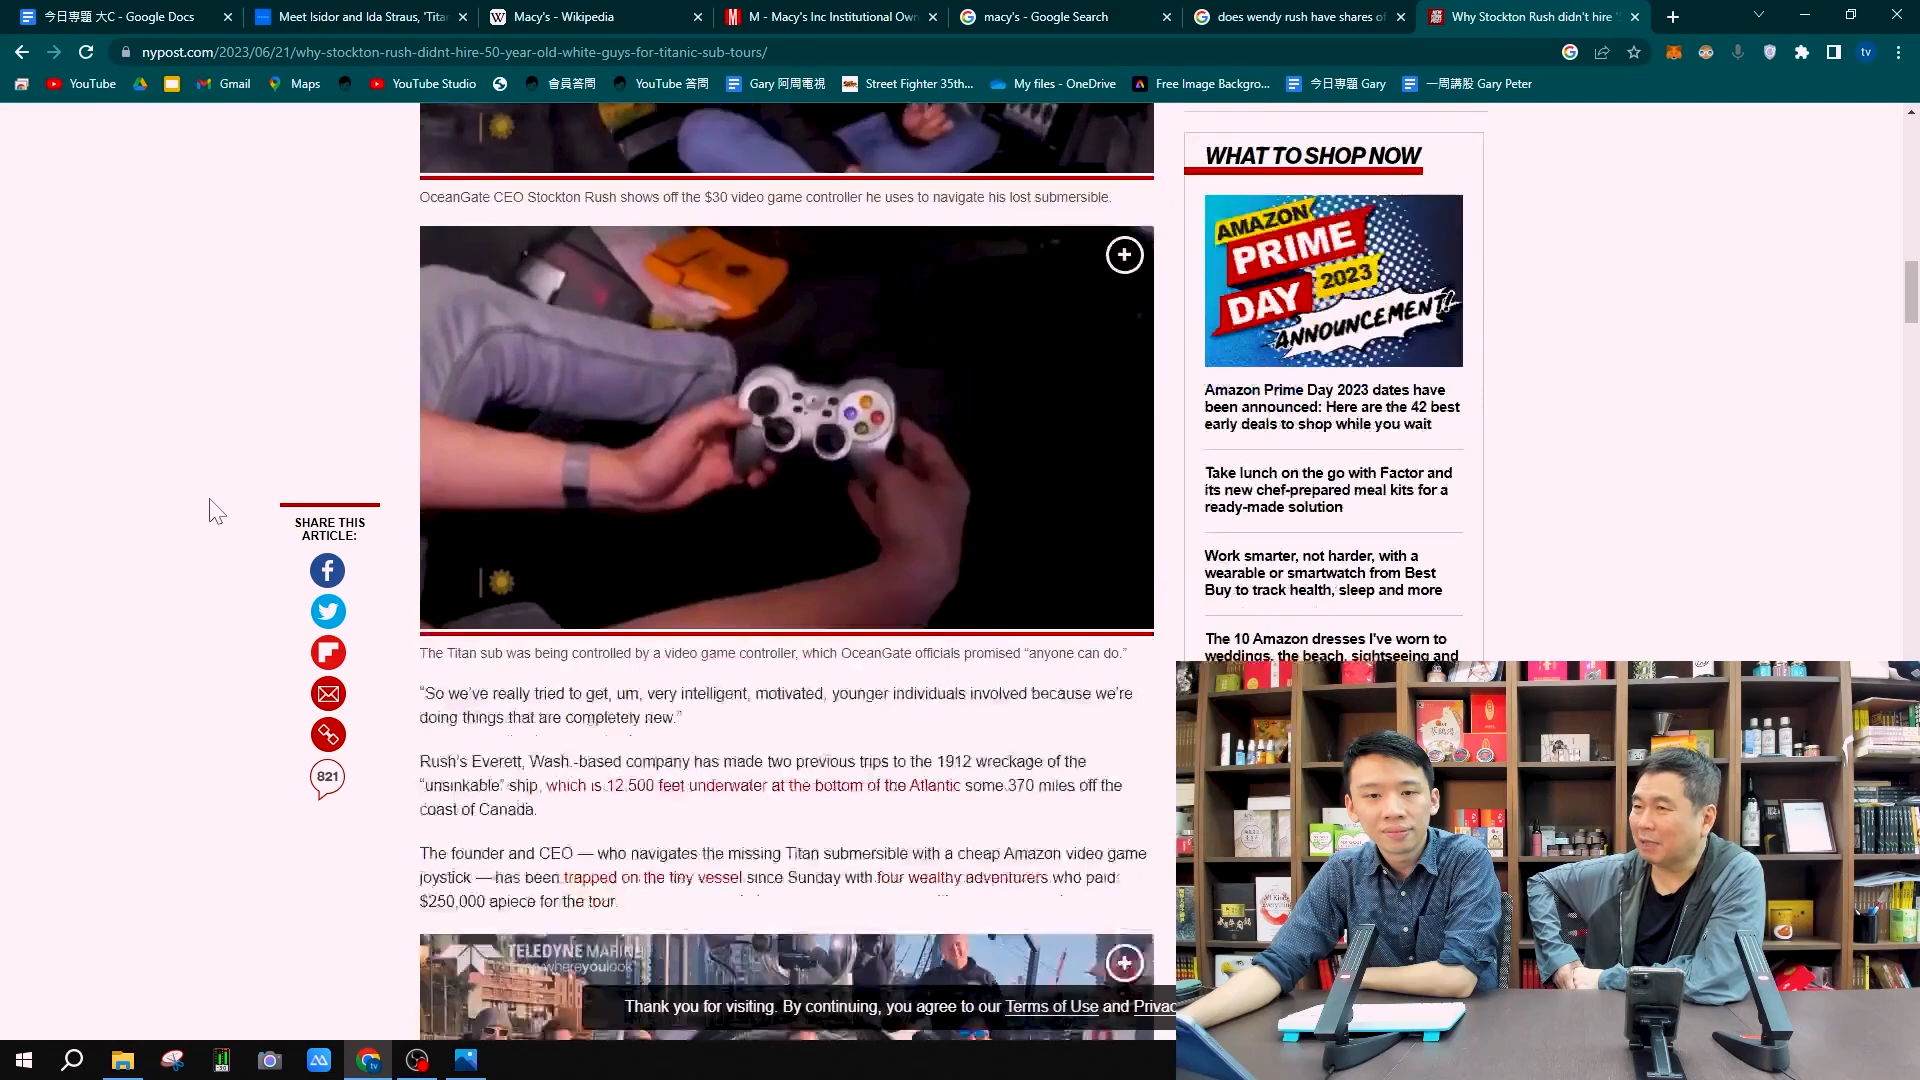 今日専題 大C - Google Docs
Meet Isidor and Ida Straus, 'Tita
Macy's - Wikipedia
M - Macy's Inc Institutional Own
macy's - Google Search
does wendy rush have shares of
Why Stockton Rush didn't hire '
nypost.com/2023/06/21/why-stockton-rush-didnt-hire-50-year-old-white-guys-for-titanic-sub-tours/
tv
YouTube
Gmail
Maps
YouTube Studio
會員答問
YouTube 答問
Gary 阿周電視
Street Fighter 35th...
My files - OneDrive
Free Image Backgro...
今日專題 Gary
一周講股 Gary Peter
OceanGate CEO Stockton Rush shows off the $30 video game controller he uses to navigate his lost submersible.
SHARE THIS
ARTICLE:
821
The Titan sub was being controlled by a video game controller, which OceanGate officials promised “anyone can do.”
“So we’ve really tried to get, um, very intelligent, motivated, younger individuals involved because we’re
doing things that are completely new.”
Rush’s Everett, Wash.-based company has made two previous trips to the 1912 wreckage of the
“unsinkable” ship, which is 12,500 feet underwater at the bottom of the Atlantic some 370 miles off the
coast of Canada.
The founder and CEO — who navigates the missing Titan submersible with a cheap Amazon video game
joystick — has been trapped on the tiny vessel since Sunday with four wealthy adventurers who paid
$250,000 apiece for the tour.
TELEDYNE MARINE
everywhereyoulook
Thank you for visiting. By continuing, you agree to our Terms of Use and Privac
WHAT TO SHOP NOW
AMAZON
PRIME
DAY 2023
ANNOUNCEMENT!
Amazon Prime Day 2023 dates have
been announced: Here are the 42 best
early deals to shop while you wait
Take lunch on the go with Factor and
its new chef-prepared meal kits for a
ready-made solution
Work smarter, not harder, with a
wearable or smartwatch from Best
Buy to track health, sleep and more
The 10 Amazon dresses I've worn to
weddings, the beach, sightseeing and